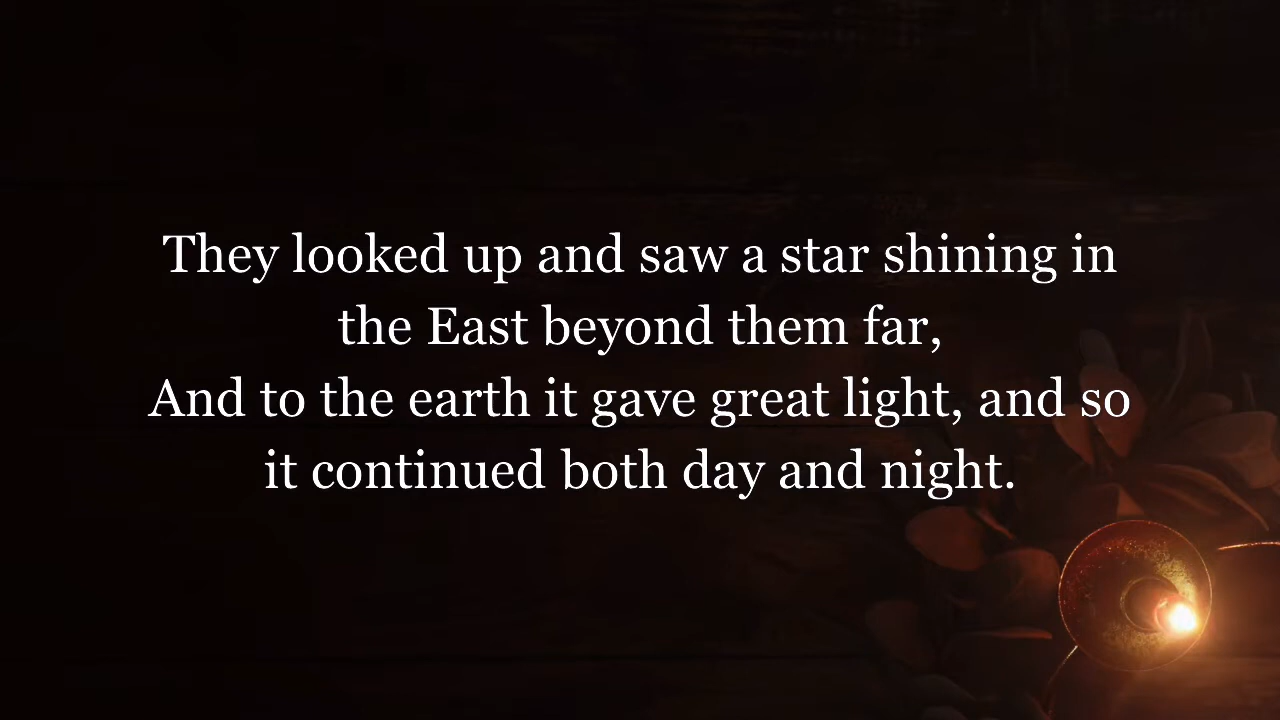 They looked up and saw a star shining in
the East beyond them far,
And to the earth it gave great light, and so
it continued both day and night.